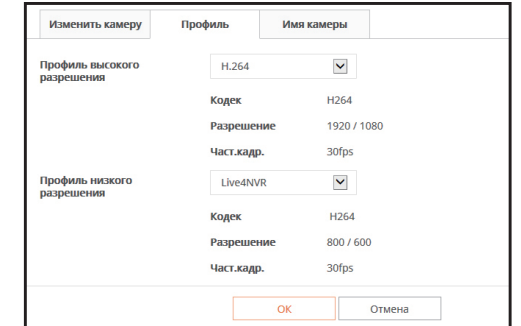 Изменить камеру
Профиль
Имя камеры
Профиль высокого
разрешения
H.264
Кодек
H264
Разрешение
1920 / 1080
Част.кадр.
30fps
Профиль низкого
разрешения
Live4NVR
Кодек
H264
Разрешение
800 / 600
Част.кадр.
30fps
OK
Отмена